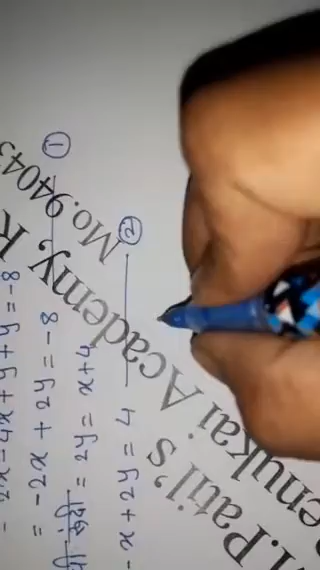 = 2x-4x+y+y=-8
= -2x + 2y = -8 ——— ①
= 2y = x+4
- x + 2y = 4 ——— ②
Patil's
enukai Academy, K
Mo.94043